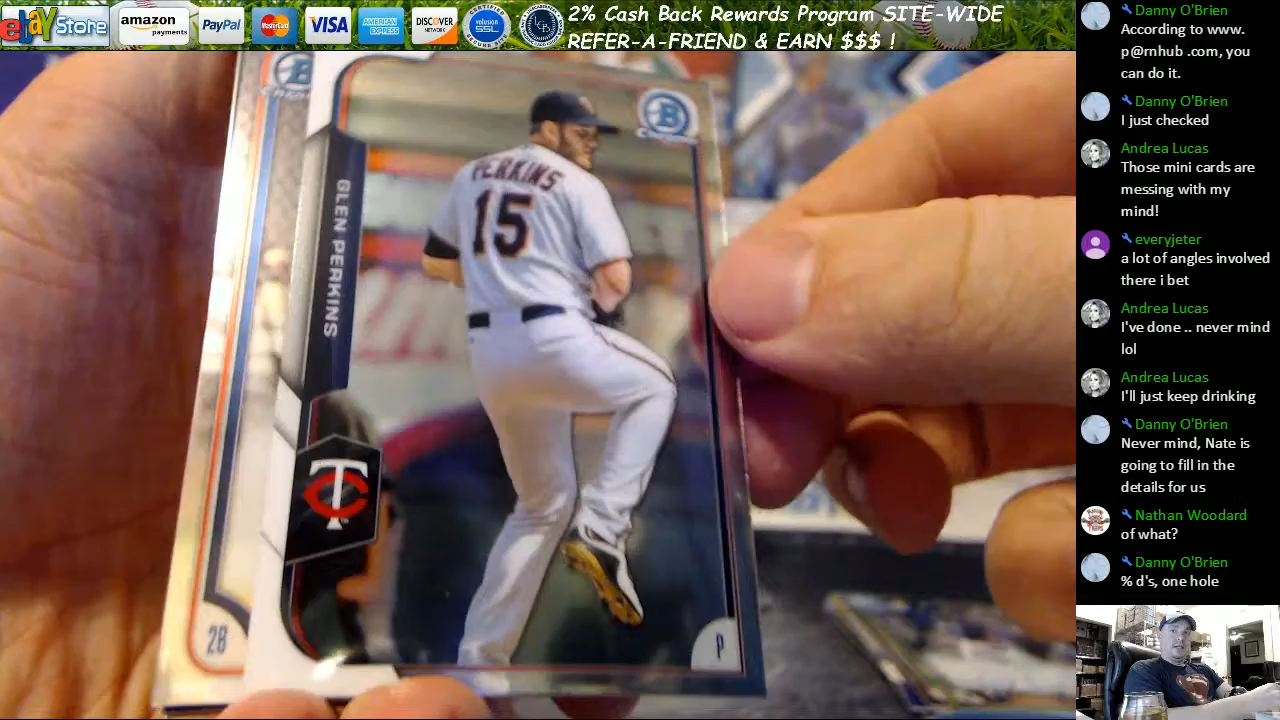 ebay Store
amazon
payments
PayPal
MasterCard
VISA
AMERICAN
EXPRESS
DISCOVER
NETWORK
volusion
SSL
2% Cash Back Rewards Program SITE-WIDE
REFER-A-FRIEND & EARN $$$ !
B
B
PERKINS
15
GLEN PERKINS
TC
2B
P
Danny O'Brien
According to www.
p@rnhub .com, you
can do it.
Danny O'Brien
I just checked
Andrea Lucas
Those mini cards are
messing with my
mind!
everyjeter
a lot of angles involved
there i bet
Andrea Lucas
I've done .. never mind
lol
Andrea Lucas
I'll just keep drinking
Danny O'Brien
Never mind, Nate is
going to fill in the
details for us
Nathan Woodard
of what?
Danny O'Brien
% d's, one hole